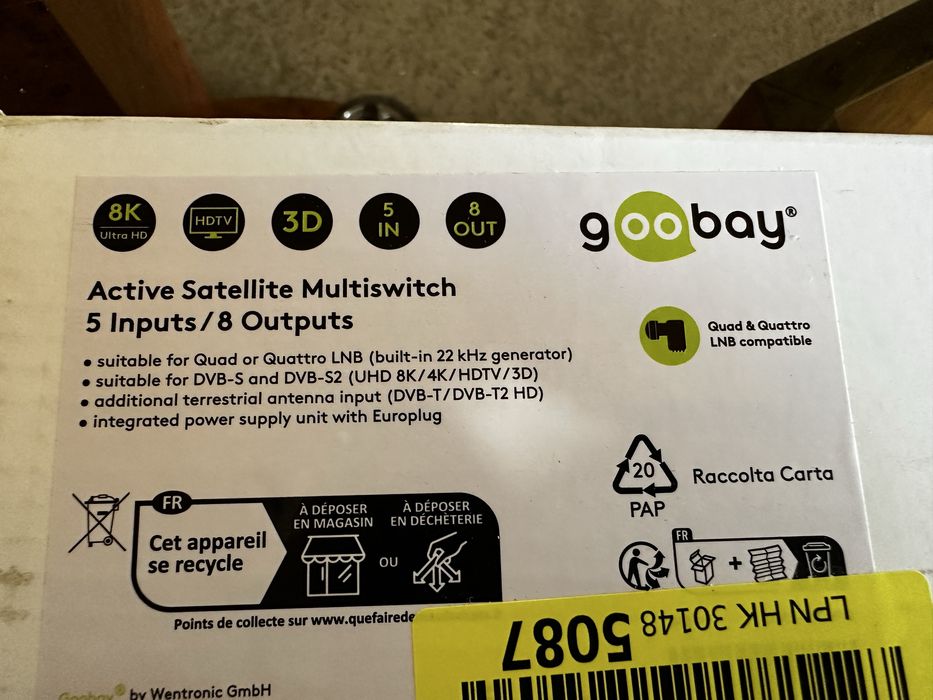 8K
Ultra HD
HDTV
3D
5
IN
8
OUT
goobay®
Active Satellite Multiswitch
5 Inputs/8 Outputs
• suitable for Quad or Quattro LNB (built-in 22 kHz generator)
• suitable for DVB-S and DVB-S2 (UHD 8K/4K/HDTV/3D)
• additional terrestrial antenna input (DVB-T/DVB-T2 HD)
• integrated power supply unit with Europlug
Quad & Quattro
LNB compatible
20
PAP
Raccolta Carta
FR
Cet appareil
se recycle
À DÉPOSER
EN MAGASIN
OU
À DÉPOSER
EN DÉCHÈTERIE
FR
+
Points de collecte sur www.quefairede
LPN HK 30148 5087
Goobay® by Wentronic GmbH